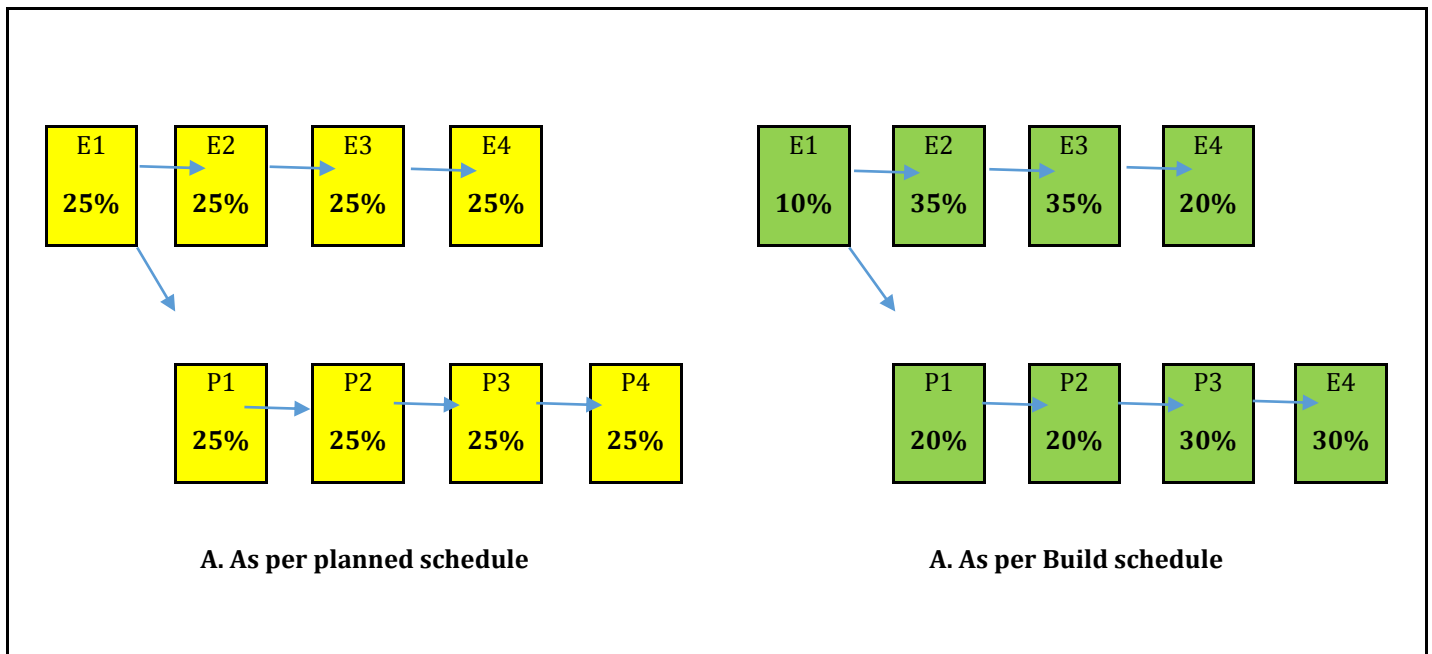 E1 E2 E3 E4
25% 25% 25% 25%
P1 P2 P3 P4
25% 25% 25% 25%
A. As per planned schedule
E1 E2 E3 E4
10% 35% 35% 20%
P1 P2 P3 E4
20% 20% 30% 30%
A. As per Build schedule